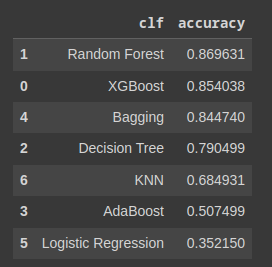 clf accuracy
1 Random Forest 0.869631
0 XGBoost 0.854038
4 Bagging 0.844740
2 Decision Tree 0.790499
6 KNN 0.684931
3 AdaBoost 0.507499
5 Logistic Regression 0.352150